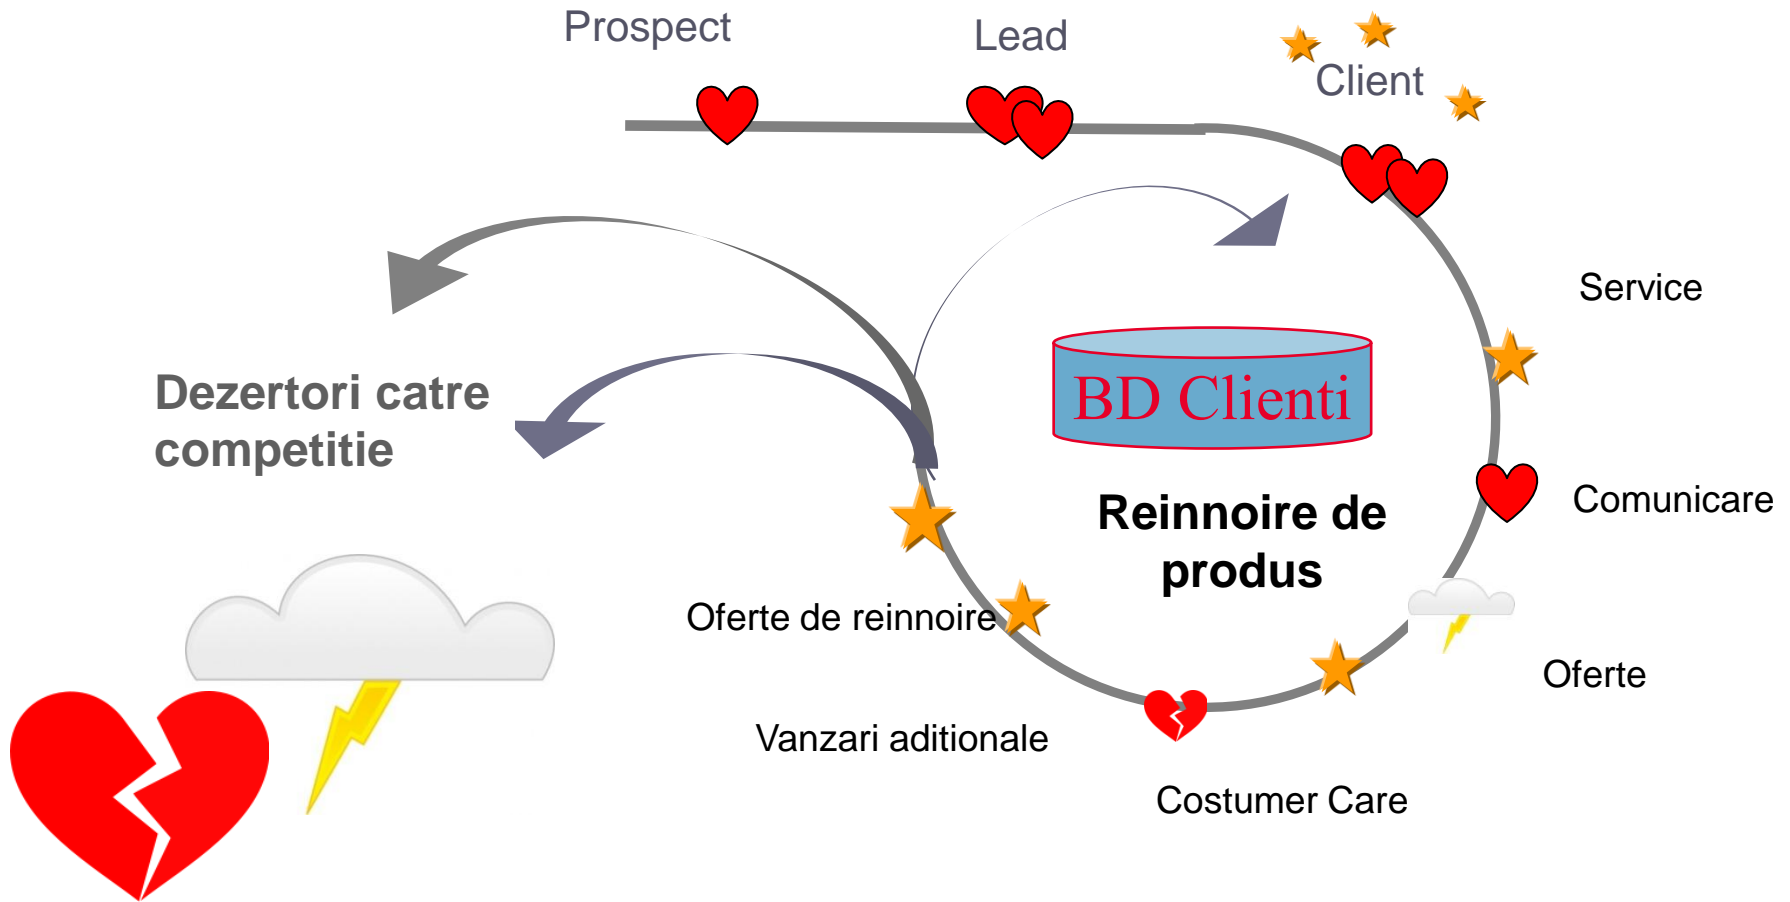 Prospect
Lead
Client
Service
Dezertori catre
competitie
BD Clienti
Comunicare
Reinnoire de
produs
Oferte de reinnoire
Oferte
Vanzari aditionale
Costumer Care